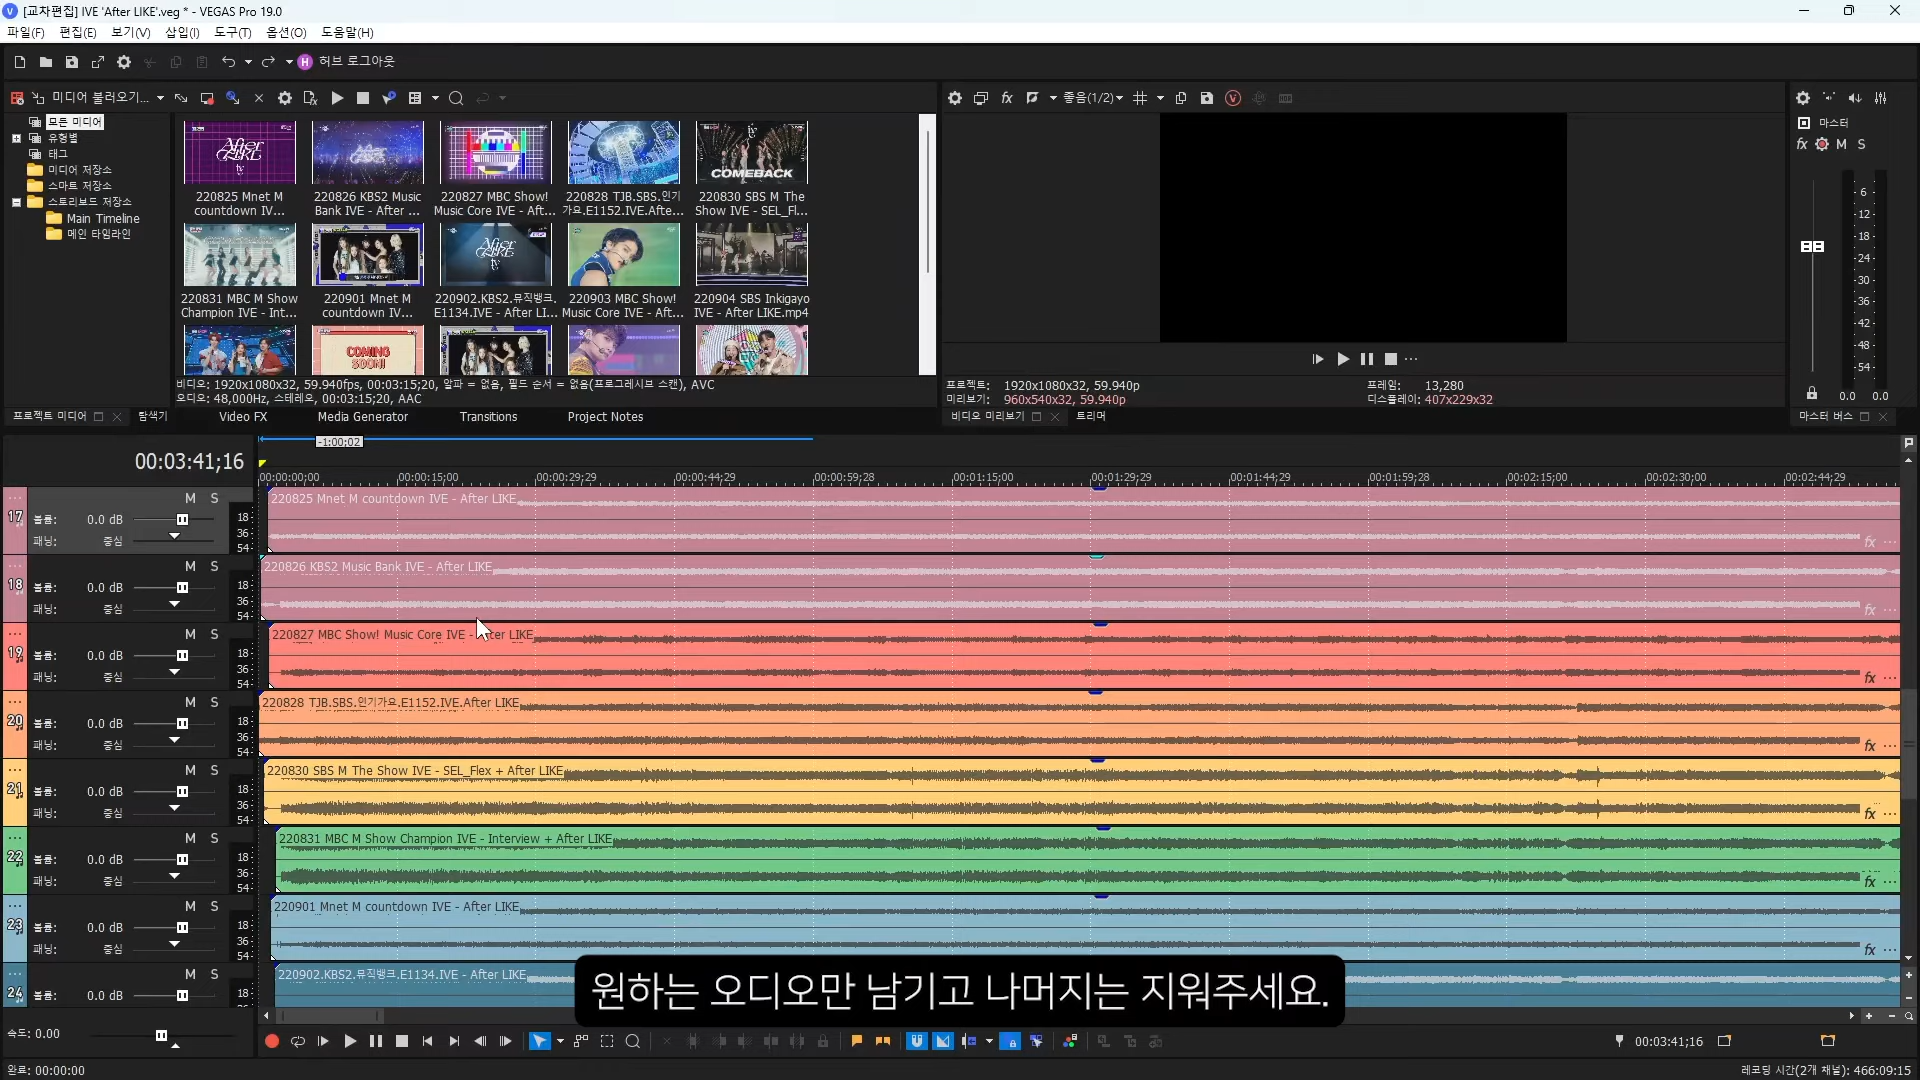 [교차편집] IVE 'After LIKE'.veg * - VEGAS Pro 19.0
파일(F) 편집(E) 보기(V) 삽입(I) 도구(T) 옵션(O) 도움말(H)
H 허브 로그아웃
미디어 불러오기...
좋음(1/2)
모든 미디어
유형별
태그
미디어 저장소
스마트 저장소
스토리보드 저장소
Main Timeline
메인 타임라인
COMEBACK
220825 Mnet M countdown IV...
220826 KBS2 Music Bank IVE - After ...
220827 MBC Show! Music Core IVE - Aft...
220828 TJB.SBS.인기가요.E1152.IVE.Afte...
220830 SBS M The Show IVE - SEL_Fl...
220831 MBC M Show Champion IVE - Int...
220901 Mnet M countdown IV...
220902.KBS2.뮤직뱅크.E1134.IVE - After LI...
220903 MBC Show! Music Core IVE - Aft...
220904 SBS Inkigayo IVE - After LIKE.mp4
COMING SOON!
비디오: 1920x1080x32, 59.940fps, 00:03:15;20, 알파 = 없음, 필드 순서 = 없음(프로그레시브 스캔), AVC
오디오: 48,000Hz, 스테레오, 00:03:15;20, AAC
프로젝트 미디어 탐색기 Video FX Media Generator Transitions Project Notes
프로젝트: 1920x1080x32, 59.940p 프레임: 13,280
미리보기: 960x540x32, 59.940p 디스플레이: 407x229x32
비디오 미리보기 트리머
마스터
fx M S
-6-
-12-
-18-
-24-
-30-
-36-
-42-
-48-
-54-
0.0 0.0
마스터 버스
-1:00;02
00:03:41;16
00:00:00;00 00:00:15;00 00:00:29;29 00:00:44;29 00:00:59;28 00:01:15;00 00:01:29;29 00:01:44;29 00:01:59;28 00:02:15;00 00:02:30;00 00:02:44;29
17 M S 220825 Mnet M countdown IVE - After LIKE
볼륨: 0.0 dB 18 36 54
패닝: 중심 fx
18 M S 220826 KBS2 Music Bank IVE - After LIKE
볼륨: 0.0 dB 18 36 54
패닝: 중심 fx
19 M S 220827 MBC Show! Music Core IVE - After LIKE
볼륨: 0.0 dB 18 36 54
패닝: 중심 fx
20 M S 220828 TJB.SBS.인기가요.E1152.IVE.After LIKE
볼륨: 0.0 dB 18 36 54
패닝: 중심 fx
21 M S 220830 SBS M The Show IVE - SEL_Flex + After LIKE
볼륨: 0.0 dB 18 36 54
패닝: 중심 fx
22 M S 220831 MBC M Show Champion IVE - Interview + After LIKE
볼륨: 0.0 dB 18 36 54
패닝: 중심 fx
23 M S 220901 Mnet M countdown IVE - After LIKE
볼륨: 0.0 dB 18 36 54
패닝: 중심 fx
24 M S 220902.KBS2.뮤직뱅크.E1134.IVE - After LIKE
볼륨: 0.0 dB 18
원하는 오디오만 남기고 나머지는 지워주세요.
속도: 0.00
00:03:41;16
완료: 00:00:00
레코딩 시간(2개 채널): 466:09:15